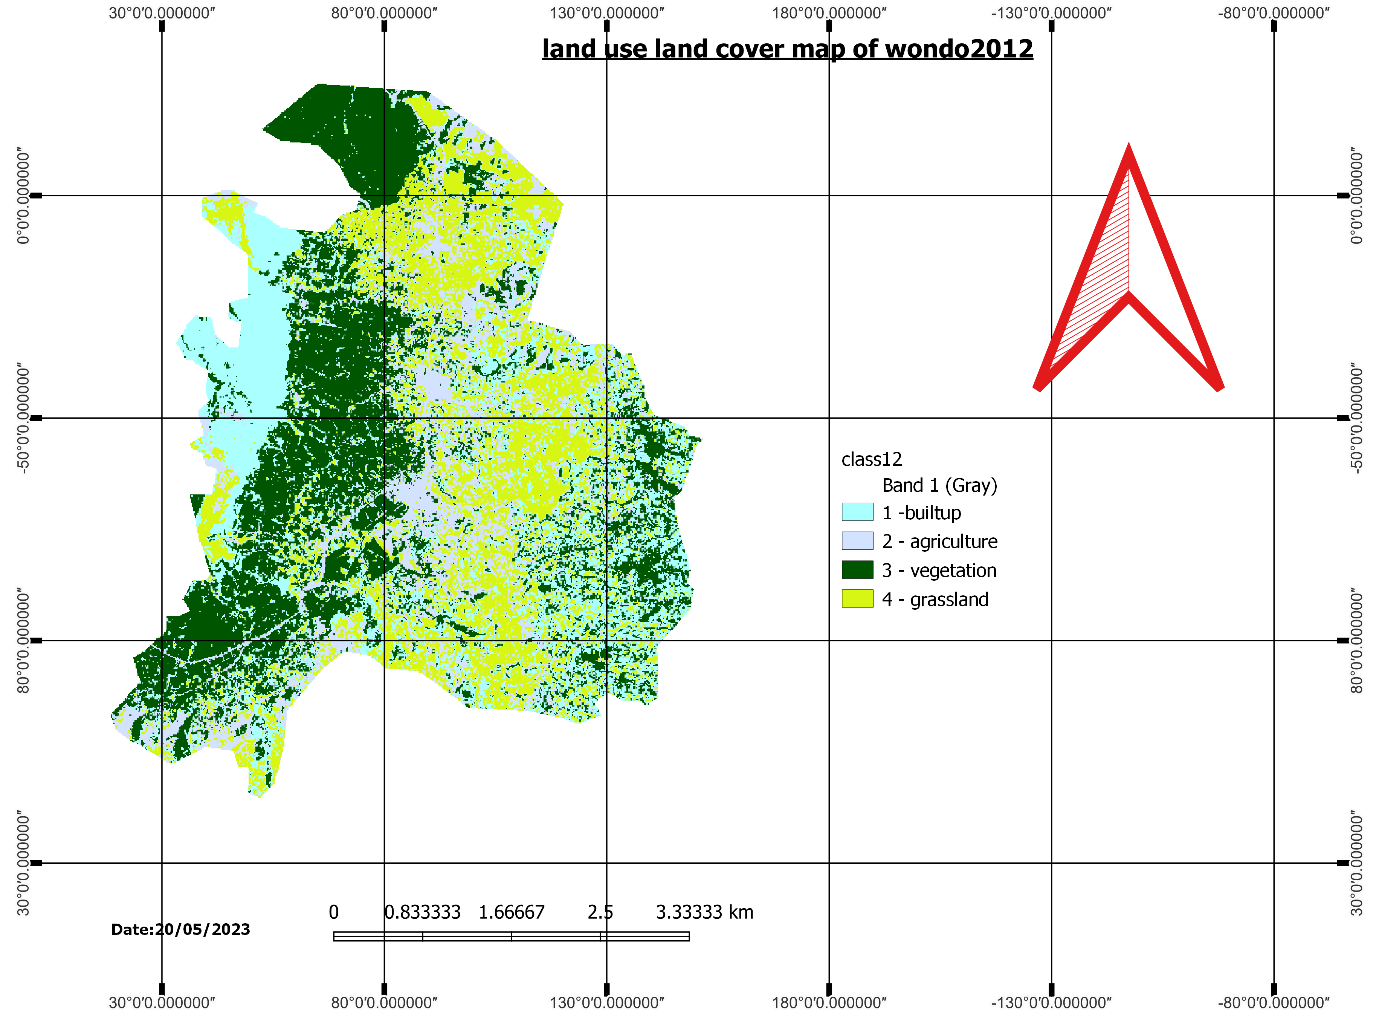 30°0′0.000000″ 80°0′0.000000″ 130°0′0.000000″ 180°0′0.000000″ -130°0′0.000000″ -80°0′0.000000″
land use land cover map of wondo2012
0°0′0.000000″ 0°0′0.000000″
-50°0′0.000000″ -50°0′0.000000″
class12
Band 1 (Gray)
1 -builtup
2 - agriculture
3 - vegetation
4 - grassland
80°0′0.000000″ 80°0′0.000000″
30°0′0.000000″ 30°0′0.000000″
0 0.833333 1.66667 2.5 3.33333 km
Date:20/05/2023
30°0′0.000000″ 80°0′0.000000″ 130°0′0.000000″ 180°0′0.000000″ -130°0′0.000000″ -80°0′0.000000″